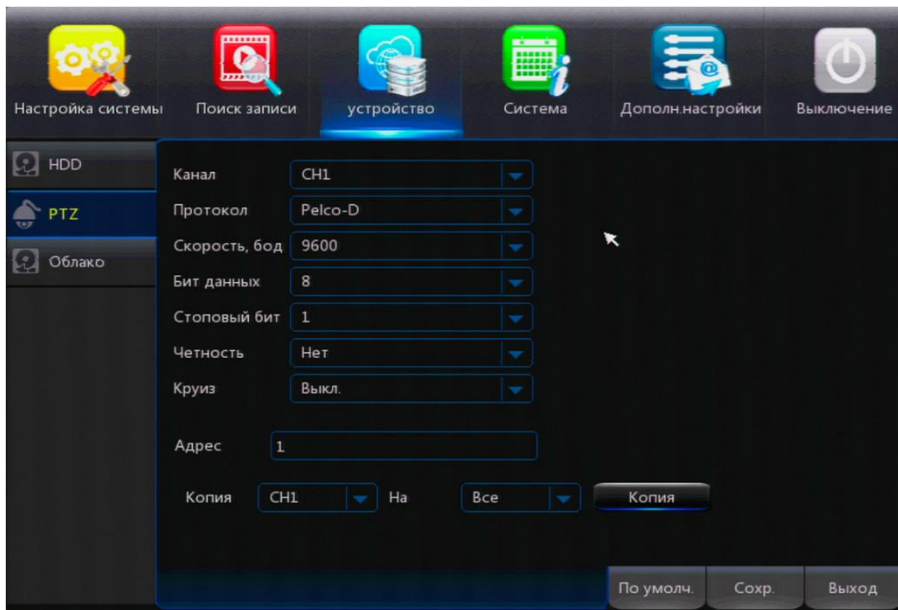 Настройка системы Поиск записи устройство Система Дополн.настройки Выключение
HDD
PTZ
Облако
Канал CH1
Протокол Pelco-D
Скорость, бод 9600
Бит данных 8
Стоповый бит 1
Четность Нет
Круиз Выкл.
Адрес 1
Копия CH1 На Все Копия
По умолч. Сохр. Выход